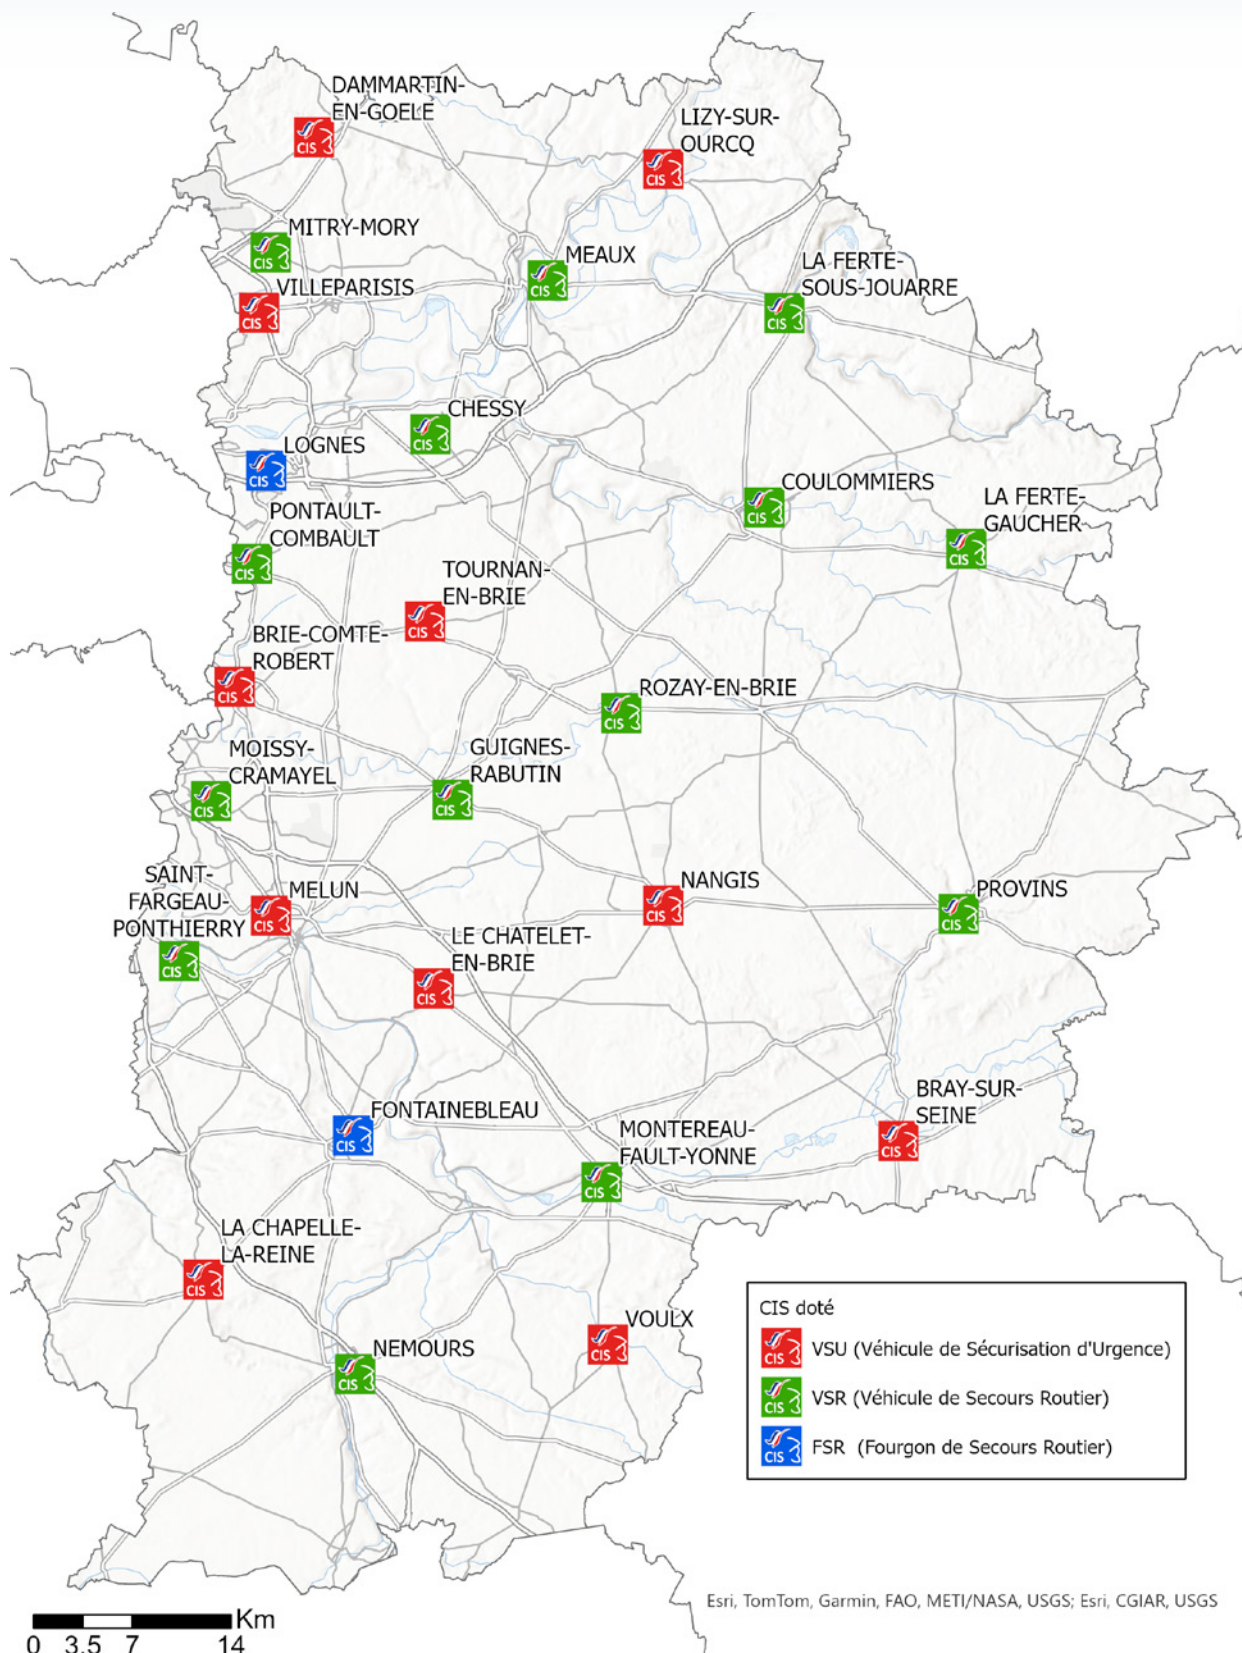 DAMMARTIN-
EN-GOELE
CIS
LIZY-SUR-
OURCQ
CIS
MITRY-MORY
CIS
MEAUX
CIS
LA FERTE-
SOUS-JOUARRE
CIS
VILLEPARISIS
CIS
CHESSY
CIS
LOGNES
CIS
COULOMMIERS
CIS
LA FERTE-
GAUCHER
CIS
PONTAULT-
COMBAULT
CIS
TOURNAN-
EN-BRIE
CIS
BRIE-COMTE-
ROBERT
CIS
ROZAY-EN-BRIE
CIS
MOISSY-
CRAMAYEL
CIS
GUIGNES-
RABUTIN
CIS
SAINT-
FARGEAU-
PONTHIERRY
CIS
MELUN
CIS
NANGIS
CIS
PROVINS
CIS
LE CHATELET-
EN-BRIE
CIS
FONTAINEBLEAU
CIS
BRAY-SUR-
SEINE
CIS
MONTEREAU-
FAULT-YONNE
CIS
LA CHAPELLE-
LA-REINE
CIS
VOULX
CIS
NEMOURS
CIS
CIS doté
CIS VSU (Véhicule de Sécurisation d'Urgence)
CIS VSR (Véhicule de Secours Routier)
CIS FSR (Fourgon de Secours Routier)
Esri, TomTom, Garmin, FAO, METI/NASA, USGS; Esri, CGIAR, USGS
Km
0 3.5 7 14